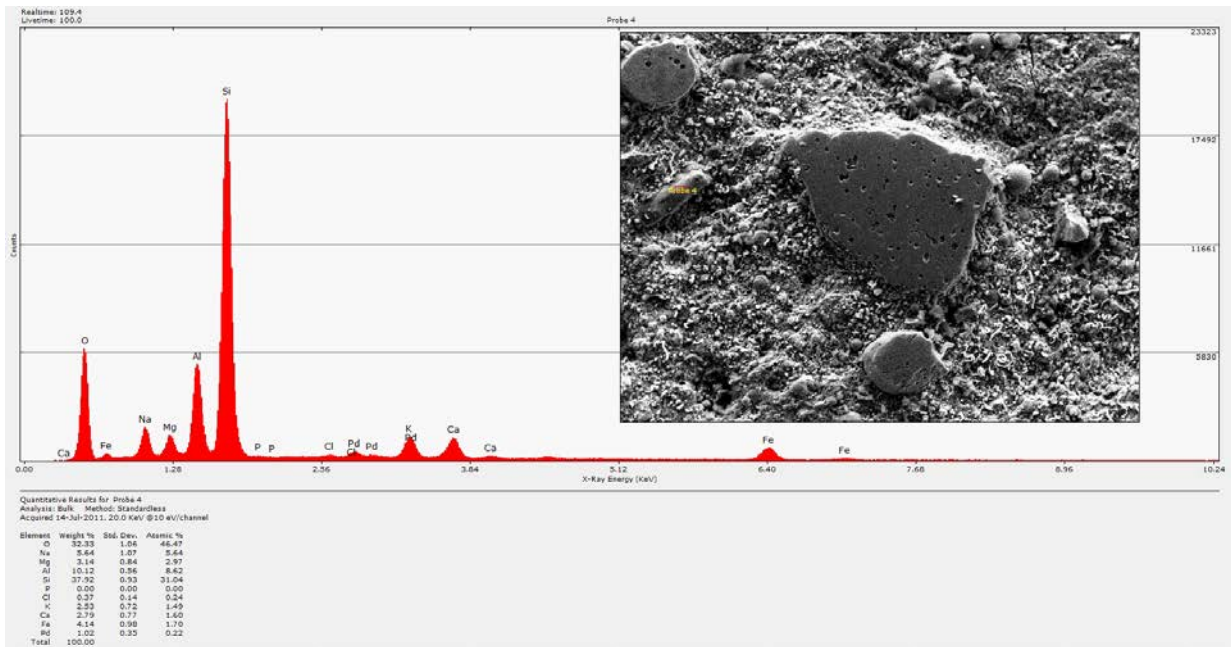 Realtime: 109.4
Livetime: 100.0
Probe 4
23323
Si
17492
Probe 4
11661
Counts
O
Al
5830
Na
Mg
K
Pd
Ca
Fe
Ca
Fe
P
P
Cl
Pd
Cl
Pd
Ca
Fe
0.00
1.28
2.56
3.84
5.12
6.40
7.68
8.96
10.24
X-Ray Energy (KeV)
Quantitative Results for Probe 4
Analysis: Bulk Method: Standardless
Acquired 14-Jul-2011, 20.0 KeV @10 eV/channel
Element Weight % Std. Dev. Atomic %
O 32.33 1.06 46.47
Na 5.64 1.07 5.64
Mg 3.14 0.84 2.97
Al 10.12 0.56 8.62
Si 37.92 0.93 31.04
P 0.00 0.00 0.00
Cl 0.37 0.14 0.24
K 2.53 0.72 1.49
Ca 2.79 0.77 1.60
Fe 4.14 0.98 1.70
Pd 1.02 0.35 0.22
Total 100.00